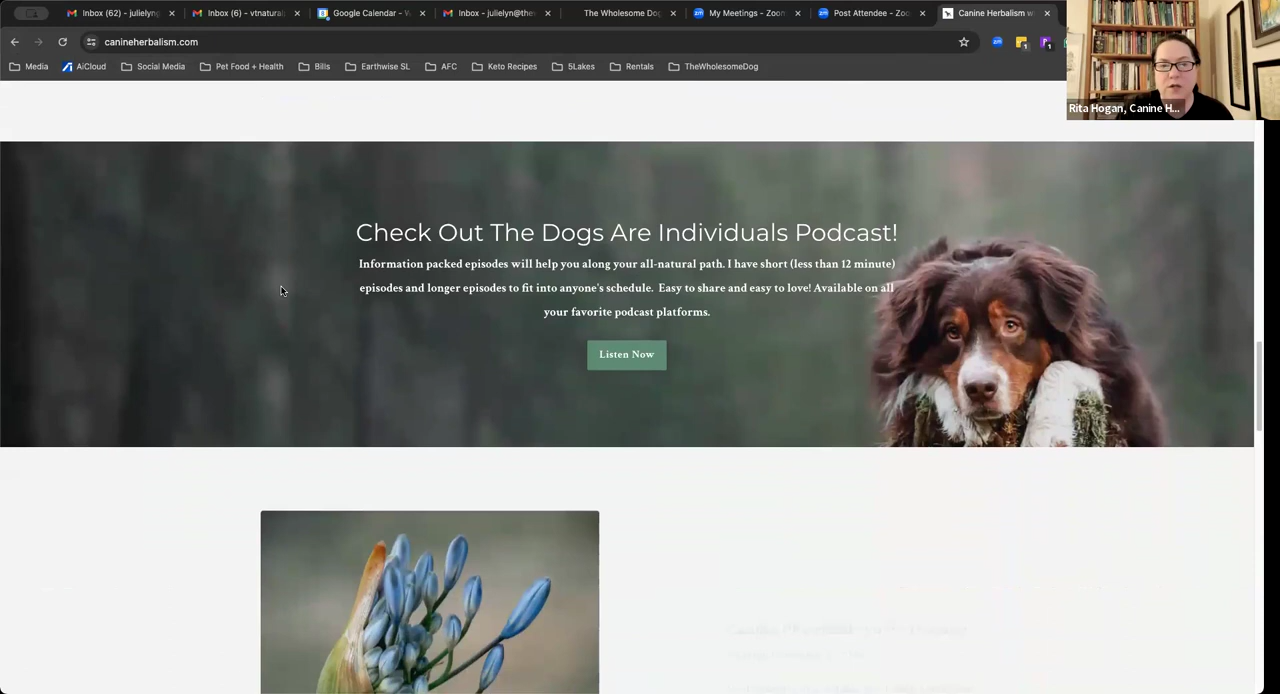 Inbox (62) - julielyng
Inbox (6) - vtnatural
Google Calendar - W
Inbox - julielyn@the
The Wholesome Dog
My Meetings - Zoom
Post Attendee - Zoo
Canine Herbalism w
canineherbalism.com
Media
AiCloud
Social Media
Pet Food + Health
Bills
Earthwise SL
AFC
Keto Recipes
5Lakes
Rentals
TheWholesomeDog
Rita Hogan, Canine H...
Check Out The Dogs Are Individuals Podcast!
Information packed episodes will help you along your all-natural path. I have short (less than 12 minute)
episodes and longer episodes to fit into anyone's schedule. Easy to share and easy to love! Available on all
your favorite podcast platforms.
Listen Now